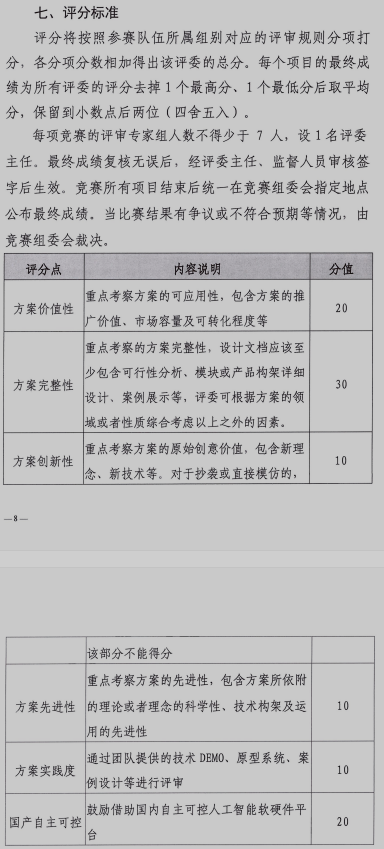 七、评分标准
评分将按照参赛队伍所属组别对应的评审规则分项打
分，各分项分数相加得出该评委的总分。每个项目的最终成
绩为所有评委的评分去掉1个最高分、1个最低分后取平均
分，保留到小数点后两位（四舍五入）。
每项竞赛的评审专家组人数不得少于 7 人，设1名评委
主任。最终成绩复核无误后，经评委主任、监督人员审核签
字后生效。竞赛所有项目结束后统一在竞赛组委会指定地点
公布最终成绩。当比赛结果有争议或不符合预期等情况，由
竞赛组委会裁决。
评分点 内容说明 分值
方案价值性 重点考察方案的可应用性，包含方案的推
广价值、市场容量及可转化程度等 20
方案完整性 重点考察的方案完整性，设计文档应该至
少包含可行性分析、模块或产品构架详细
设计、案例展示等，评委可根据方案的领
域或者性质综合考虑以上之外的因素。 30
方案创新性 重点考察方案的原始创意价值，包含新理
念、新技术等。对于抄袭或直接模仿的， 10
—8—
该部分不能得分
方案先进性 重点考察方案的先进性，包含方案所依附
的理论或者理念的科学性、技术构架及运
用的先进性 10
方案实践度 通过团队提供的技术 DEMO、原型系统、案
例设计等进行评审 10
国产自主可控 鼓励借助国内自主可控人工智能软硬件平
台 20